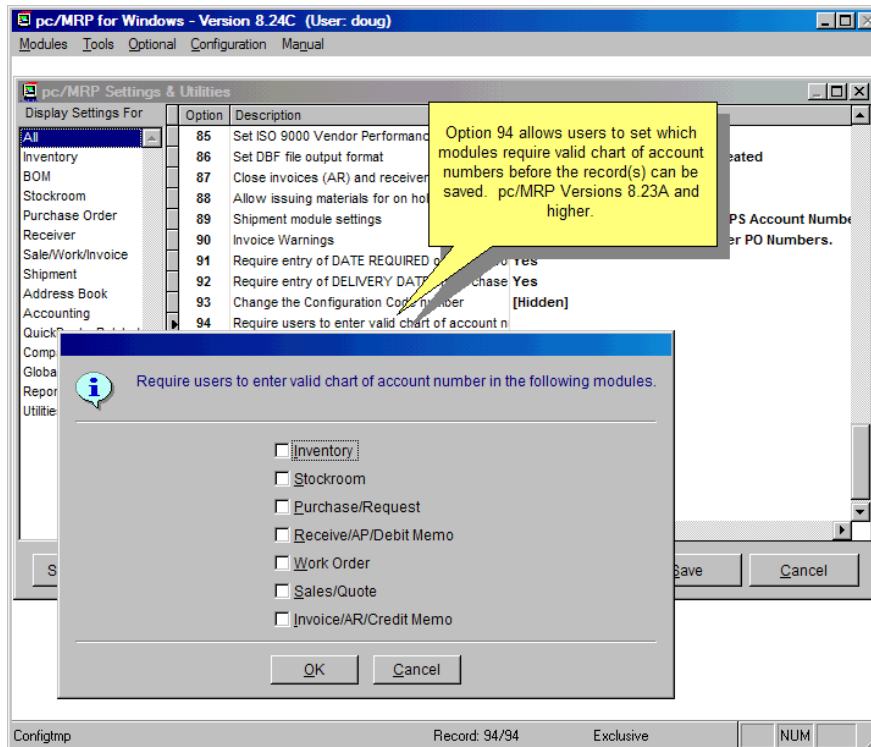 pc/MRP for Windows - Version 8.24C (User: doug)
Modules Tools Optional Configuration Manual
pc/MRP Settings & Utilities
Display Settings For
Option Description
All
Inventory
BOM
Stockroom
Purchase Order
Receiver
Sale/Work/Invoice
Shipment
Address Book
Accounting
Comp
Globa
Repor
Utilitie
85 Set ISO 9000 Vendor Performanc
86 Set DBF file output format eated
87 Close invoices (AR) and receiver
88 Allow issuing materials for on hol
89 Shipment module settings PS Account Numbe
90 Invoice Warnings er PO Numbers.
91 Require entry of DATE REQUIRED o Yes
92 Require entry of DELIVERY DATE chase Yes
93 Change the Configuration Code number [Hidden]
94 Require users to enter valid chart of account n
Option 94 allows users to set which
modules require valid chart of account
numbers before the record(s) can be
saved. pc/MRP Versions 8.23A and
higher.
Require users to enter valid chart of account number in the following modules.
Inventory
Stockroom
Purchase/Request
Receive/AP/Debit Memo
Work Order
Sales/Quote
Invoice/AR/Credit Memo
OK Cancel
S Save Cancel
Configtmp Record: 94/94 Exclusive NUM